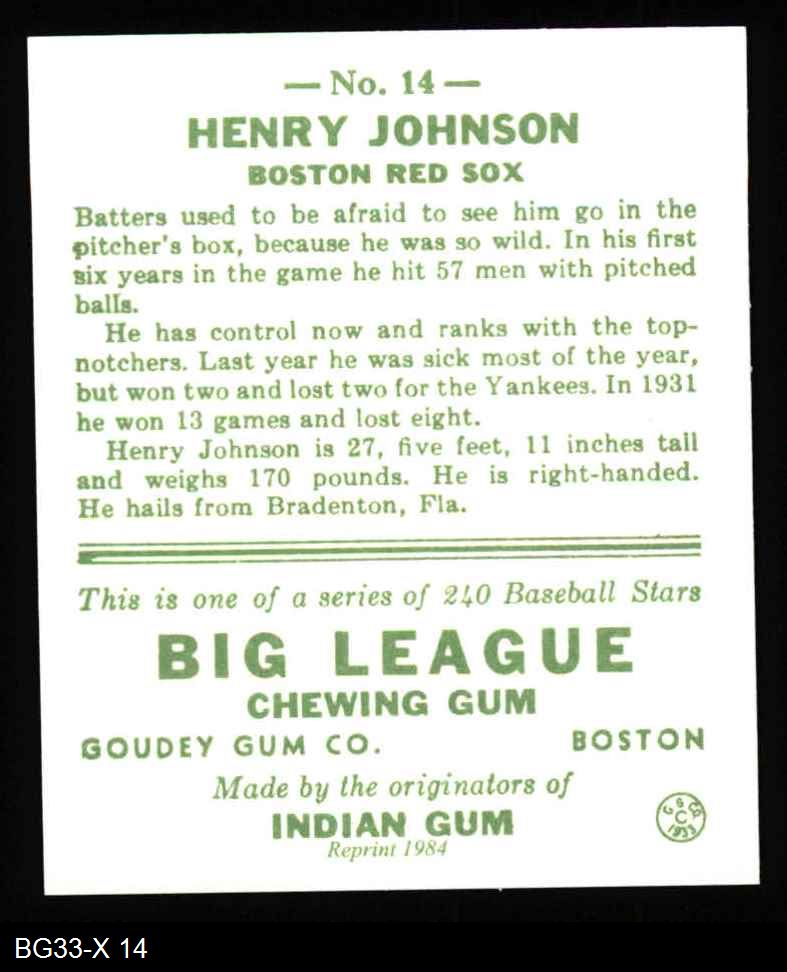 — No. 14 —
HENRY JOHNSON
BOSTON RED SOX
Batters used to be afraid to see him go in the
pitcher's box, because he was so wild. In his first
six years in the game he hit 57 men with pitched
balls.
He has control now and ranks with the top-
notchers. Last year he was sick most of the year,
but won two and lost two for the Yankees. In 1931
he won 13 games and lost eight.
Henry Johnson is 27, five feet, 11 inches tall
and weighs 170 pounds. He is right-handed.
He hails from Bradenton, Fla.
This is one of a series of 240 Baseball Stars
BIG LEAGUE
CHEWING GUM
GOUDEY GUM CO. BOSTON
Made by the originators of
INDIAN GUM
Reprint 1984
G G Co
C
1933
BG33-X 14